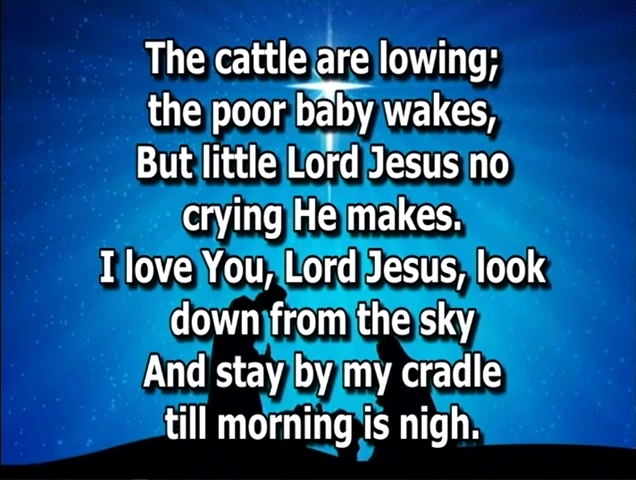 The cattle are lowing;
the poor baby wakes,
But little Lord Jesus no
crying He makes.
I love You, Lord Jesus, look
down from the sky
And stay by my cradle
till morning is nigh.